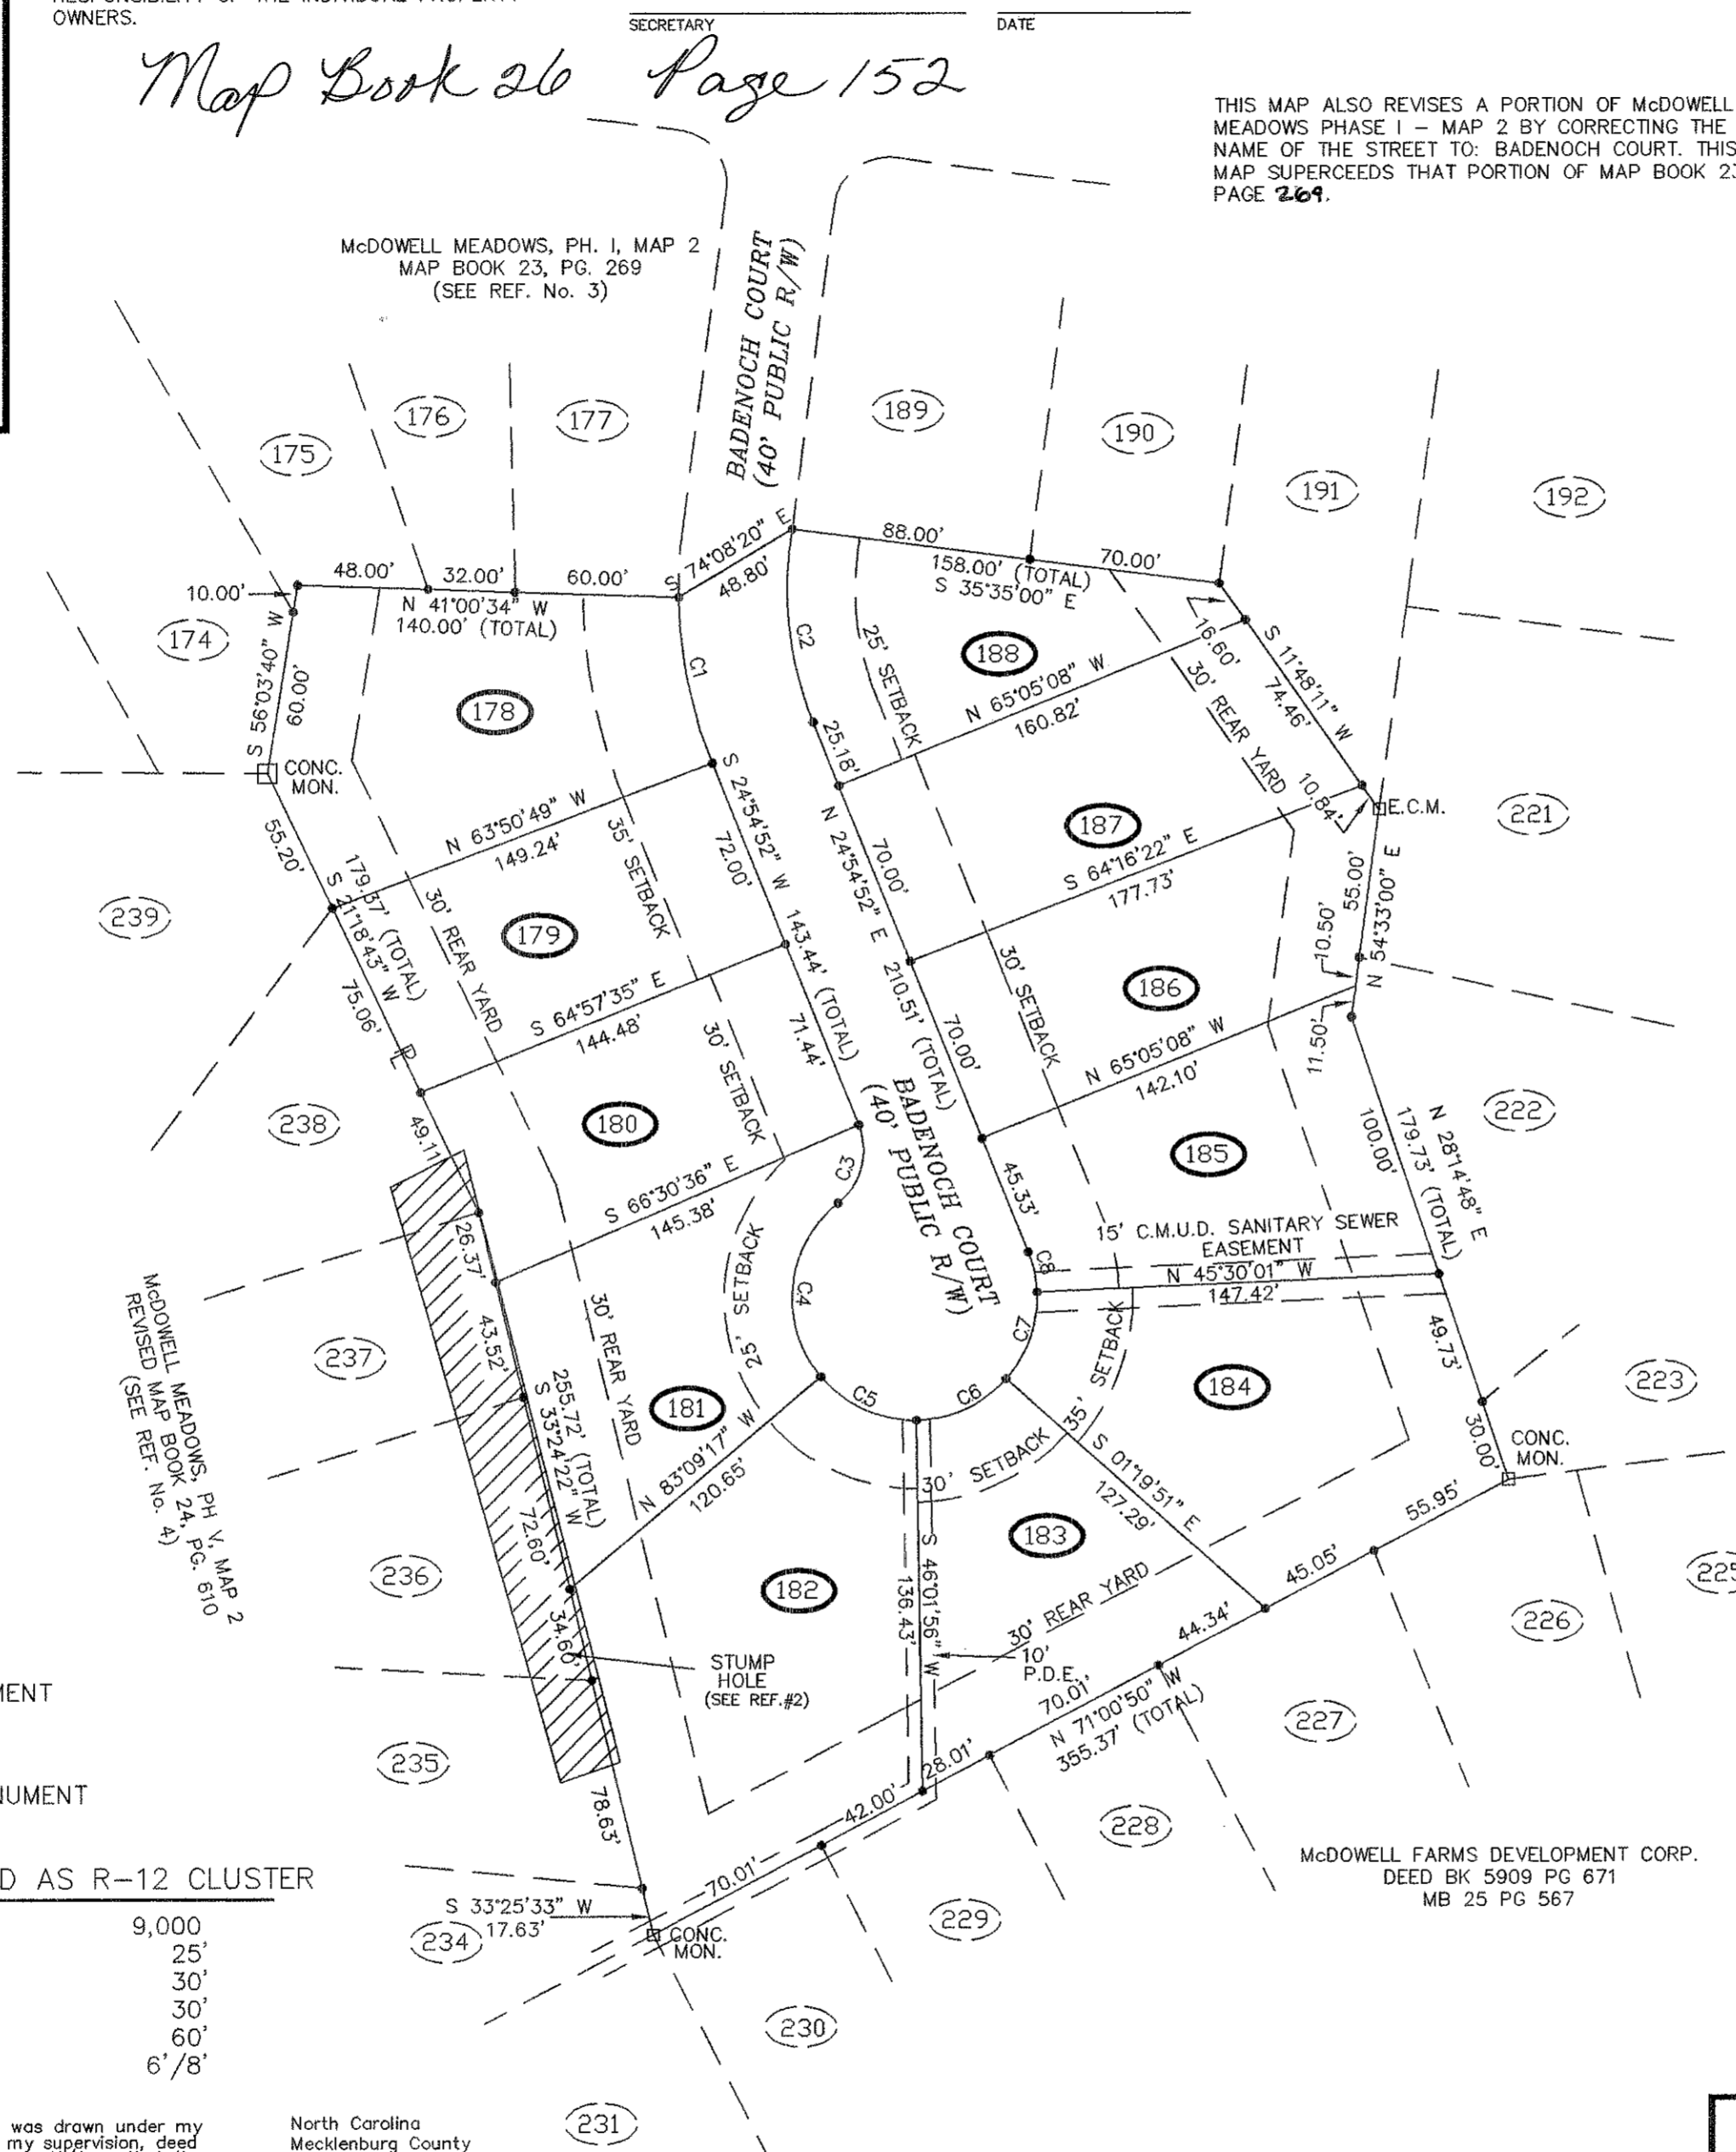 OWNERS.
SECRETARY
DATE
Map Book 26 Page 152
THIS MAP ALSO REVISES A PORTION OF McDOWELL
MEADOWS PHASE I – MAP 2 BY CORRECTING THE
NAME OF THE STREET TO: BADENOCH COURT. THIS
MAP SUPERCEEDS THAT PORTION OF MAP BOOK 23
PAGE 269.
McDOWELL MEADOWS, PH. I, MAP 2
MAP BOOK 23, PG. 269
(SEE REF. No. 3)
BADENOCH COURT
(40' PUBLIC R/W)
175
176
177
189
190
191
192
174
10.00'
48.00'
32.00'
60.00'
N 41°00'34" W
140.00' (TOTAL)
S 74°08'20" E
48.80'
88.00'
70.00'
158.00' (TOTAL)
S 35°35'00" E
S 56°03'40" W
60.00'
178
C1
C2
25' SETBACK
188
16.60'
S 11°48'11" W
74.46'
N 65°05'08" W
160.82'
30' REAR YARD
CONC.
MON.
55.20'
N 63°50'49" W
149.24'
35' SETBACK
S 24°54'52" W
72.00'
25.18'
187
10.84'
E.C.M.
221
N 24°54'52" E
70.00'
S 64°16'22" E
177.73'
55.00'
N 54°33'00" E
10.50'
239
179.37' (TOTAL)
S 21°18'43" W
75.06'
30' REAR YARD
179
143.44' (TOTAL)
71.44'
210.51' (TOTAL)
70.00'
30' SETBACK
186
S 64°57'35" E
144.48'
30' SETBACK
N 65°05'08" W
142.10'
11.50'
100.00'
N 28°14'48" E
179.73' (TOTAL)
222
238
49.11'
180
BADENOCH COURT
(40' PUBLIC R/W)
45.33'
185
S 66°30'36" E
145.38'
C3
C4
C8
15' C.M.U.D. SANITARY SEWER
EASEMENT
N 45°30'01" W
147.42'
26.37'
43.52'
25' SETBACK
30' REAR YARD
C7
35' SETBACK
49.73'
237
McDOWELL MEADOWS, PH V, MAP 2
REVISED MAP BOOK 24, PG. 610
(SEE REF. No. 4)
255.72' (TOTAL)
S 33°24'22" W
72.60'
181
C5
C6
184
223
30.00'
CONC.
MON.
N 83°09'17" W
120.65'
30' SETBACK
S 01°19'51" E
127.29'
55.95'
45.05'
236
182
183
34.60'
S 46°01'56" W
136.43'
30' REAR YARD
10'
P.D.E.
44.34'
226
STUMP
HOLE
(SEE REF.#2)
70.01'
N 71°00'50" W
355.37' (TOTAL)
227
235
78.63'
28.01'
42.00'
228
MENT
NUMENT
McDOWELL FARMS DEVELOPMENT CORP.
DEED BK 5909 PG 671
MB 25 PG 567
D AS R-12 CLUSTER
S 33°25'33" W
17.63'
70.01'
234
CONC.
MON.
229
9,000
25'
30'
30'
60'
6'/8'
230
231
was drawn under my
my supervision, deed
North Carolina
Mecklenburg County